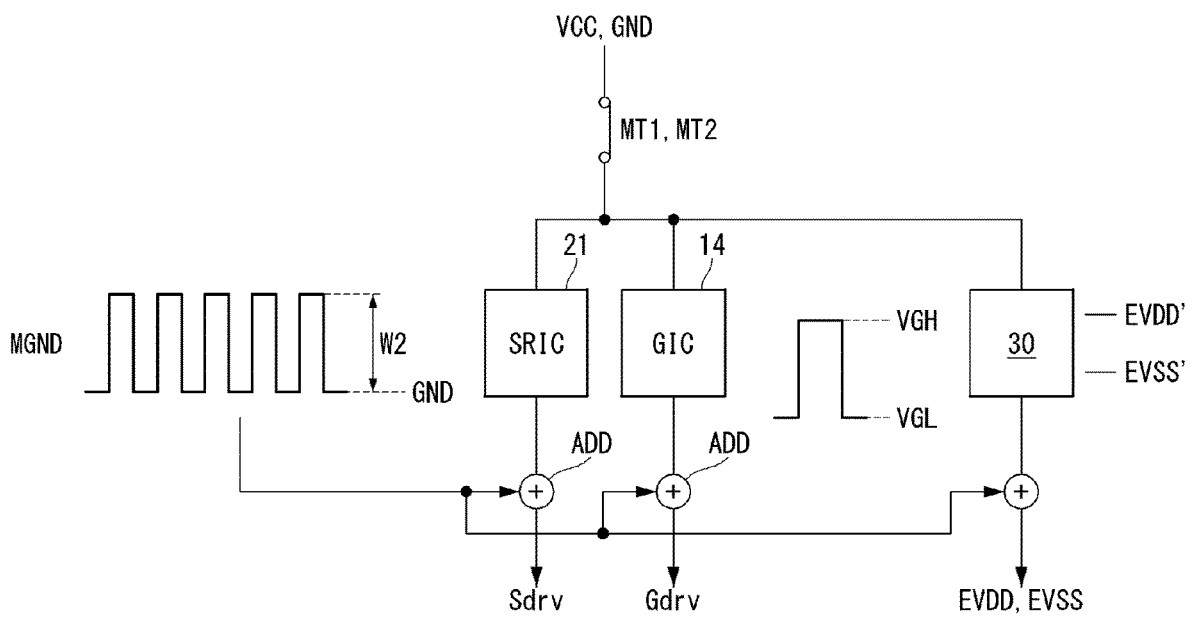 VCC, GND
MT1, MT2
21
14
MGND
W2
GND
SRIC
GIC
VGH
VGL
30
EVDD'
EVSS'
ADD
ADD
+
+
+
Sdrv
Gdrv
EVDD, EVSS